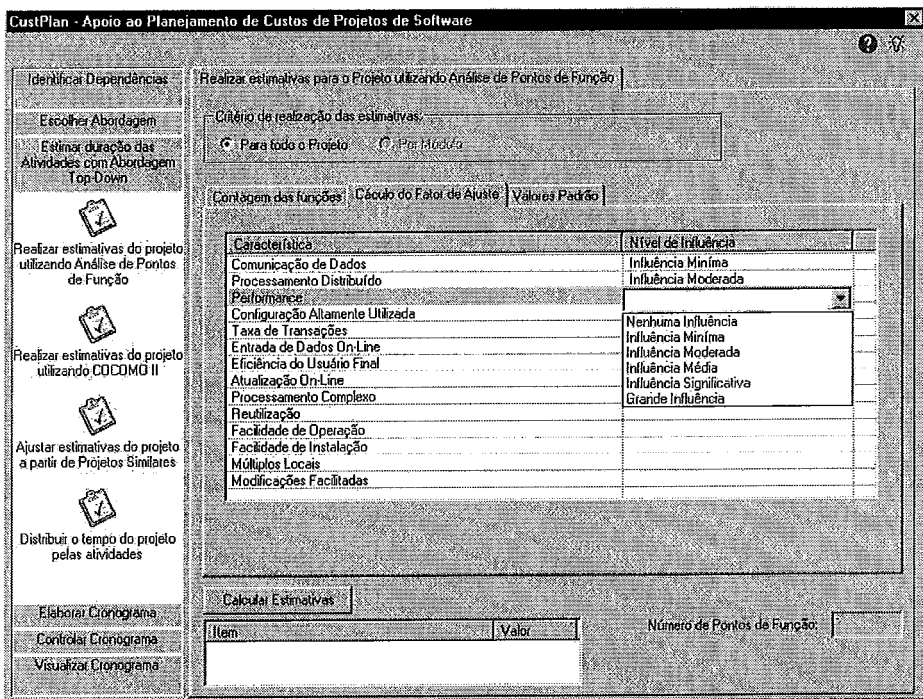 CustPlan - Apoio ao Planejamento de Custos de Projetos de Software
Identificar Dependências
Escolher Abordagem
Estimar duração das
Atividades com Abordagem
Top-Down
Realizar estimativas do projeto
utilizando Análise de Pontos
de Função
Realizar estimativas do projeto
utilizando COCOMO II
Ajustar estimativas do projeto
a partir de Projetos Similares
Distribuir o tempo do projeto
pelas atividades
Elaborar Cronograma
Controlar Cronograma
Visualizar Cronograma
Realizar estimativas para o Projeto utilizando Análise de Pontos de Função
Critério de realização das estimativas:
Para todo o Projeto Por Módulo
Contagem das funções Cáculo do Fator de Ajuste Valores Padrão
Característica Nível de Influência
Comunicação de Dados Influência Miníma
Processamento Distribuído Influência Moderada
Performance
Configuração Altamente Utilizada
Taxa de Transações
Entrada de Dados On-Line
Eficiência do Usuário Final
Atualização On-Line
Processamento Complexo
Reutilização
Facilidade de Operação
Facilidade de Instalação
Múltiplos Locais
Modificações Facilitadas
Nenhuma Influência
Influência Miníma
Influência Moderada
Influência Média
Influência Significativa
Grande Influência
Calcular Estimativas
Item Valor
Número de Pontos de Função: